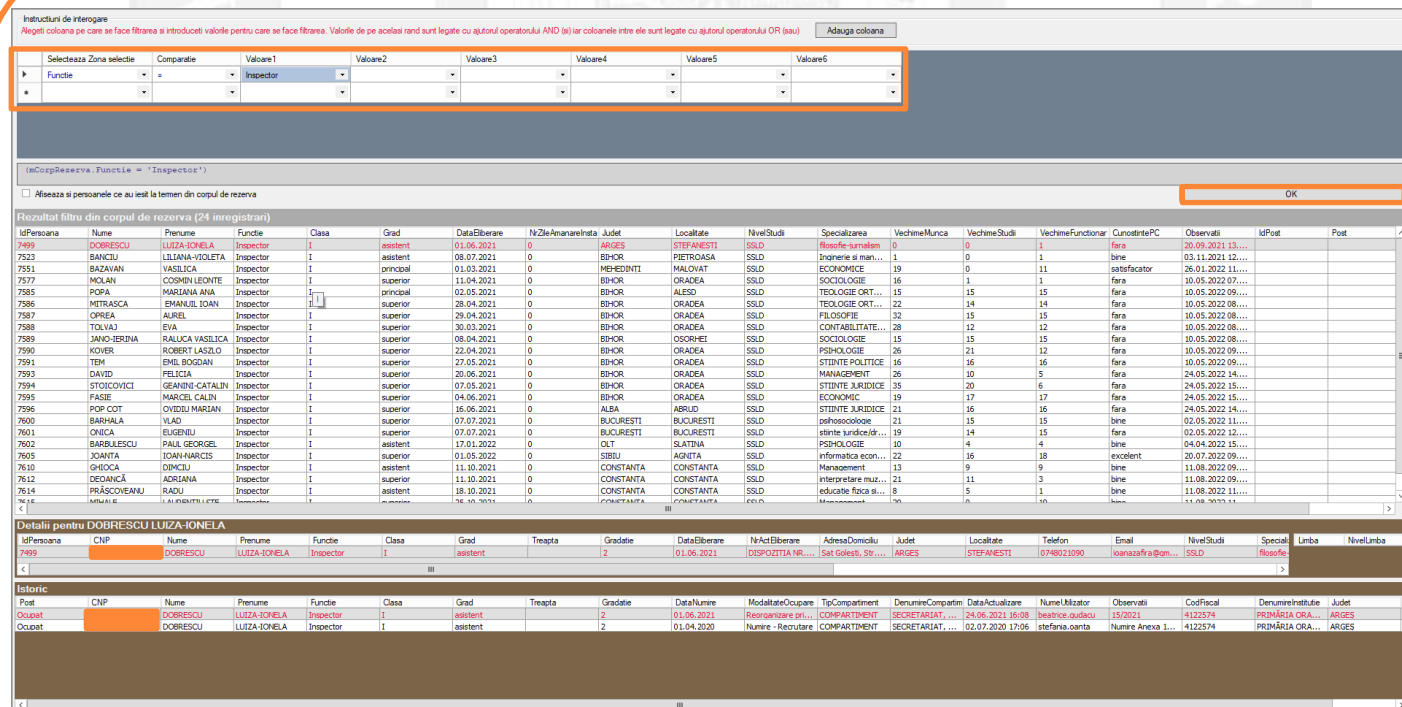 Instructiuni de interogare
Alegeti coloana pe care se face filtrarea si introduceti valorile pentru care se face filtrarea. Valorile de pe acelasi rand sunt legate cu ajutorul operatorului AND (si) iar coloanele intre ele sunt legate cu ajutorul operatorului OR (sau) Adauga coloana
Selecteaza Zona selectie Comparatie Valoare1 Valoare2 Valoare3 Valoare4 Valoare5 Valoare6
Functie = Inspector
*
(mCorpRezerva.Functie = 'Inspector')
Afiseaza si persoanele ce au iesit la termen din corpul de rezerva OK
Rezultat filtru din corpul de rezerva (24 inregistrari)
IdPersoana Nume Prenume Functie Clasa Grad DataEliberare NrZileAmanareInsta Judet Localitate NivelStudii Specializarea VechimeMunca VechimeStudii VechimeFunctionar CunostintePC Observatii IdPost Post
7499 DOBRESCU LUIZA-IONELA Inspector I asistent 01.06.2021 0 ARGEȘ STEFANESTI SSLD filosofie-jurnalism 0 0 1 fara 20.09.2021 13....
7523 BANCIU LILIANA-VIOLETA Inspector I asistent 08.07.2021 0 BIHOR PIETROASA SSLD Inginerie si man... 1 0 1 bine 03.11.2021 12....
7551 BAZAVAN VASILICA Inspector I principal 01.03.2021 0 MEHEDINTI MALOVAT SSLD ECONOMICE 19 0 11 satisfacator 26.01.2022 11....
7577 MOLAN COSMIN LEONTE Inspector I superior 11.04.2021 0 BIHOR ORADEA SSLD SOCIOLOGIE 16 1 1 fara 10.05.2022 07....
7585 POPA MARIANA ANA Inspector I principal 02.05.2021 0 BIHOR ALESD SSLD TEOLOGIE ORT... 15 15 15 fara 10.05.2022 09....
7586 MITRASCA EMANUIL IOAN Inspector I superior 28.04.2021 0 BIHOR ORADEA SSLD TEOLOGIE ORT... 22 14 14 fara 10.05.2022 08....
7587 OPREA AUREL Inspector I superior 29.04.2021 0 BIHOR ORADEA SSLD FILOSOFIE 32 15 15 fara 10.05.2022 08....
7588 TOLVAJ EVA Inspector I superior 30.03.2021 0 BIHOR ORADEA SSLD CONTABILITATE... 28 12 12 fara 10.05.2022 08....
7589 JANO-IERINA RALUCA VASILICA Inspector I superior 08.04.2021 0 BIHOR OSORHEI SSLD SOCIOLOGIE 15 15 15 fara 10.05.2022 08....
7590 KOVER ROBERT LASZLO Inspector I superior 22.04.2021 0 BIHOR ORADEA SSLD PSIHOLOGIE 26 21 12 fara 10.05.2022 09....
7591 TEM EMIL BOGDAN Inspector I superior 27.05.2021 0 BIHOR ORADEA SSLD STIINTE POLITICE 16 16 16 fara 10.05.2022 09....
7593 DAVID FELICIA Inspector I superior 20.06.2021 0 BIHOR ORADEA SSLD MANAGEMENT 26 10 5 fara 24.05.2022 14....
7594 STOICOVICI GEANINI-CATALIN Inspector I superior 07.05.2021 0 BIHOR ORADEA SSLD STIINTE JURIDICE 35 20 6 fara 24.05.2022 15....
7595 FASIE MARCEL CALIN Inspector I superior 04.06.2021 0 BIHOR ORADEA SSLD ECONOMIC 19 17 17 fara 24.05.2022 15....
7596 POP COT OVIDIU MARIAN Inspector I superior 16.06.2021 0 ALBA ABRUD SSLD STIINTE JURIDICE 21 16 16 fara 24.05.2022 14....
7600 BARHALA VLAD Inspector I superior 07.07.2021 0 BUCUREȘTI BUCUREȘTI SSLD psihosociologie 21 15 15 bine 02.05.2022 11....
7601 ONICA EUGENIU Inspector I superior 07.07.2021 0 BUCUREȘTI BUCUREȘTI SSLD stiinte juridice/dr... 19 14 15 fara 02.05.2022 12....
7602 BARBULESCU PAUL GEORGEL Inspector I asistent 17.01.2022 0 OLT SLATINA SSLD PSIHOLOGIE 10 4 4 bine 04.04.2022 15....
7605 JOANTA IOAN-NARCIS Inspector I superior 01.05.2022 0 SIBIU AGNITA SSLD informatica econ... 22 16 18 excelent 20.07.2022 09....
7610 GHIOCA DIMCIU Inspector I asistent 11.10.2021 0 CONSTANTA CONSTANTA SSLD Management 13 9 9 bine 11.08.2022 09....
7612 DEOANCĂ ADRIANA Inspector I superior 11.10.2021 0 CONSTANTA CONSTANTA SSLD interpretare muz... 21 11 3 bine 11.08.2022 09....
7614 PRĂȘCOVEANU RADU Inspector I asistent 18.10.2021 0 CONSTANTA CONSTANTA SSLD educatie fizica si... 8 5 1 bine 11.08.2022 11....
Detalii pentru DOBRESCU LUIZA-IONELA
IdPersoana CNP Nume Prenume Functie Clasa Grad Treapta Gradatie DataEliberare NrActEliberare AdresaDomiciliu Judet Localitate Telefon Email NivelStudii Speciali Limba NivelLimba
7499 DOBRESCU LUIZA-IONELA Inspector I asistent 2 01.06.2021 DISPOZITIA NR.... Sat Golești, Str.... ARGEȘ STEFANESTI 0748021090 ioanazafira@gm... SSLD filosofie-
Istoric
Post CNP Nume Prenume Functie Clasa Grad Treapta Gradatie DataNumire ModalitateOcupare TipCompartiment DenumireCompartim DataActualizare NumeUtilizator Observatii CodFiscal DenumireInstitutie Judet
Ocupat DOBRESCU LUIZA-IONELA Inspector I asistent 2 01.06.2021 Reorganizare pri... COMPARTIMENT SECRETARIAT, ... 24.06.2021 16:08 beatrice.gudacu 15/2021 4122574 PRIMĂRIA ORA... ARGEȘ
Ocupat DOBRESCU LUIZA-IONELA Inspector I asistent 2 01.04.2020 Numire - Recrutare COMPARTIMENT SECRETARIAT, ... 02.07.2020 17:06 stefania.oanta Numire Anexa 1... 4122574 PRIMĂRIA ORA... ARGEȘ